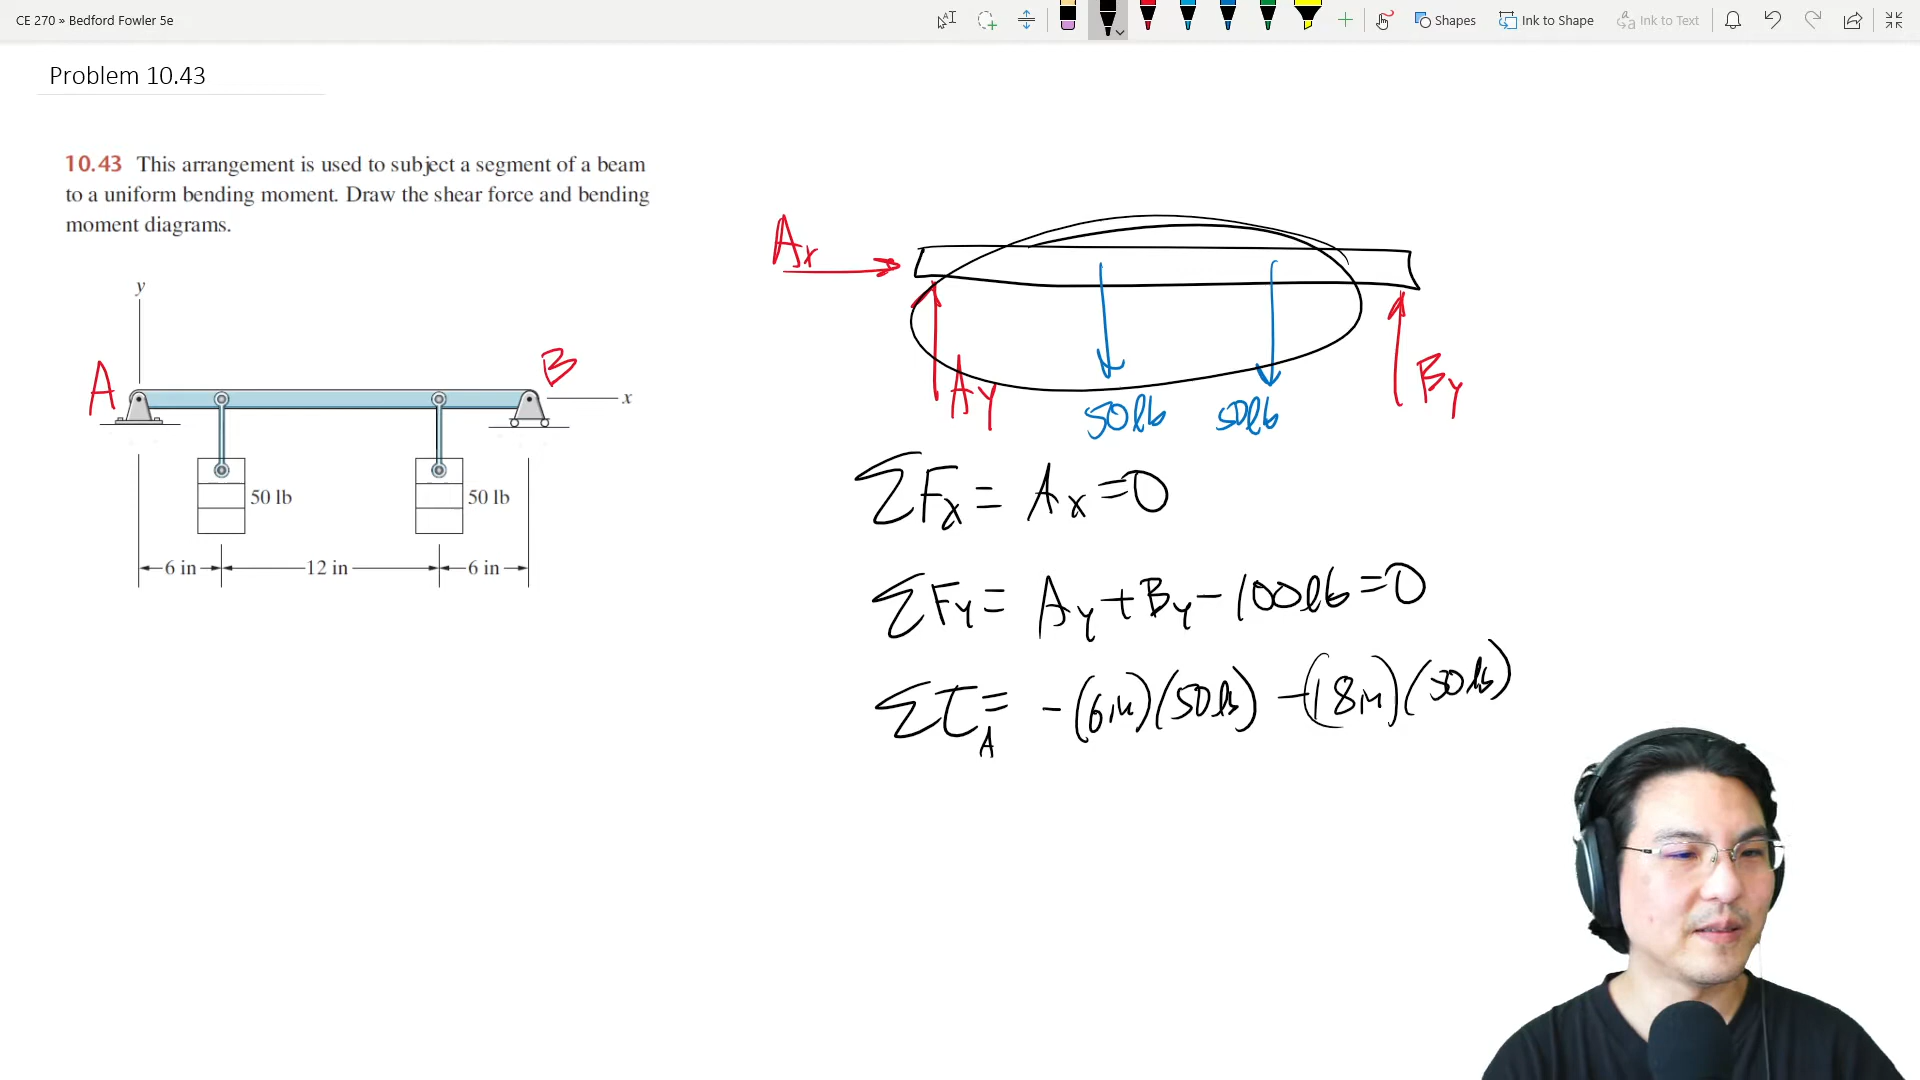 CE 270 » Bedford Fowler 5e
Shapes
Ink to Shape
Ink to Text
Problem 10.43
10.43 This arrangement is used to subject a segment of a beam
to a uniform bending moment. Draw the shear force and bending
moment diagrams.
y
A
B
x
50 lb
50 lb
6 in
12 in
6 in
Ax
Ay
50lb
50lb
By
ΣFx = Ax = 0
ΣFy = Ay + By - 100lb = 0
Στ_A = -(6in)(50lb) - (18in)(50lb)